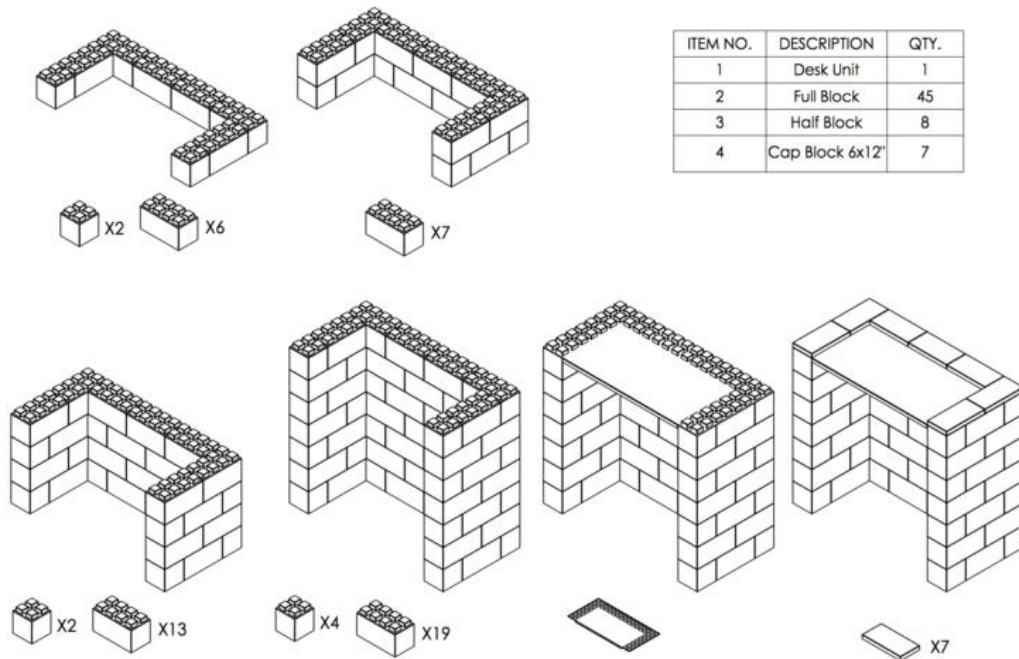 ITEM NO. DESCRIPTION QTY.
1 Desk Unit 1
2 Full Block 45
3 Half Block 8
4 Cap Block 6x12" 7
X2 X6
X7
X2 X13
X4 X19
X7